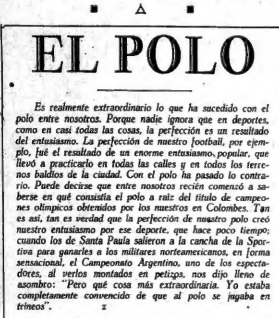 EL POLO
Es realmente extraordinario lo que ha sucedido con el
polo entre nosotros. Porque nadie ignora que en deportes,
como en casi todas las cosas, la perfección es un resultado
del entusiasmo. La perfección de nuestro football, por ejem-
plo, fué el resultado de un enorme entusiasmo, popular, que
llevó a practicarlo en todas las calles y en todos los terre-
nos baldíos de la ciudad. Con el polo ha pasado lo contra-
rio. Puede decirse que entre nosotros recién comenzó a sa-
berse en qué consistía el polo a raíz del título de campeo-
nes olímpicos obtenidos por los nuestros en Colombes. Tan
es así, tan es verdad que la perfección de nuestro polo creó
nuestro entusiasmo por ese deporte, que hace poco tiempo;
cuando los de Santa Paula salieron a la cancha de la Spor-
tiva para ganarles a los militares norteamericanos, en forma
sensacional, el Campeonato Argentino, uno de los especta-
dores, al verlos montados en petizos, nos dijo lleno de
asombro: "Pero qué cosa más extraordinaria. Yo estaba
completamente convencido de que al polo se jugaba en
trineos".